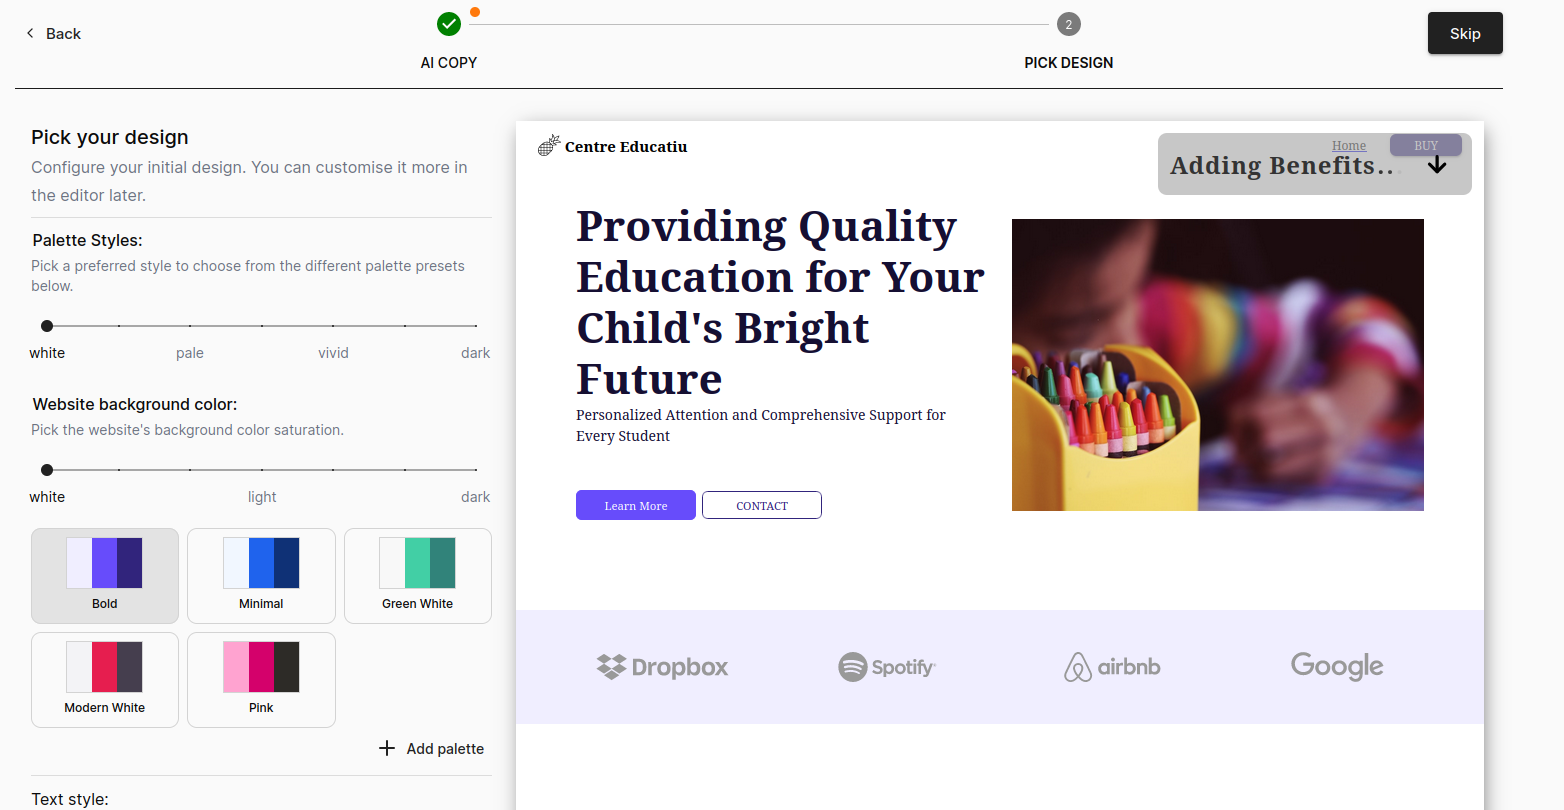 Back
AI COPY
2
PICK DESIGN
Skip
Pick your design
Configure your initial design. You can customise it more in
the editor later.
Palette Styles:
Pick a preferred style to choose from the different palette presets
below.
white pale vivid dark
Website background color:
Pick the website's background color saturation.
white light dark
Bold Minimal Green White
Modern White Pink
Add palette
Text style:
Centre Educatiu
Home
BUY
Adding Benefits...
Providing Quality
Education for Your
Child's Bright
Future
Personalized Attention and Comprehensive Support for
Every Student
Learn More
CONTACT
Dropbox Spotify airbnb Google